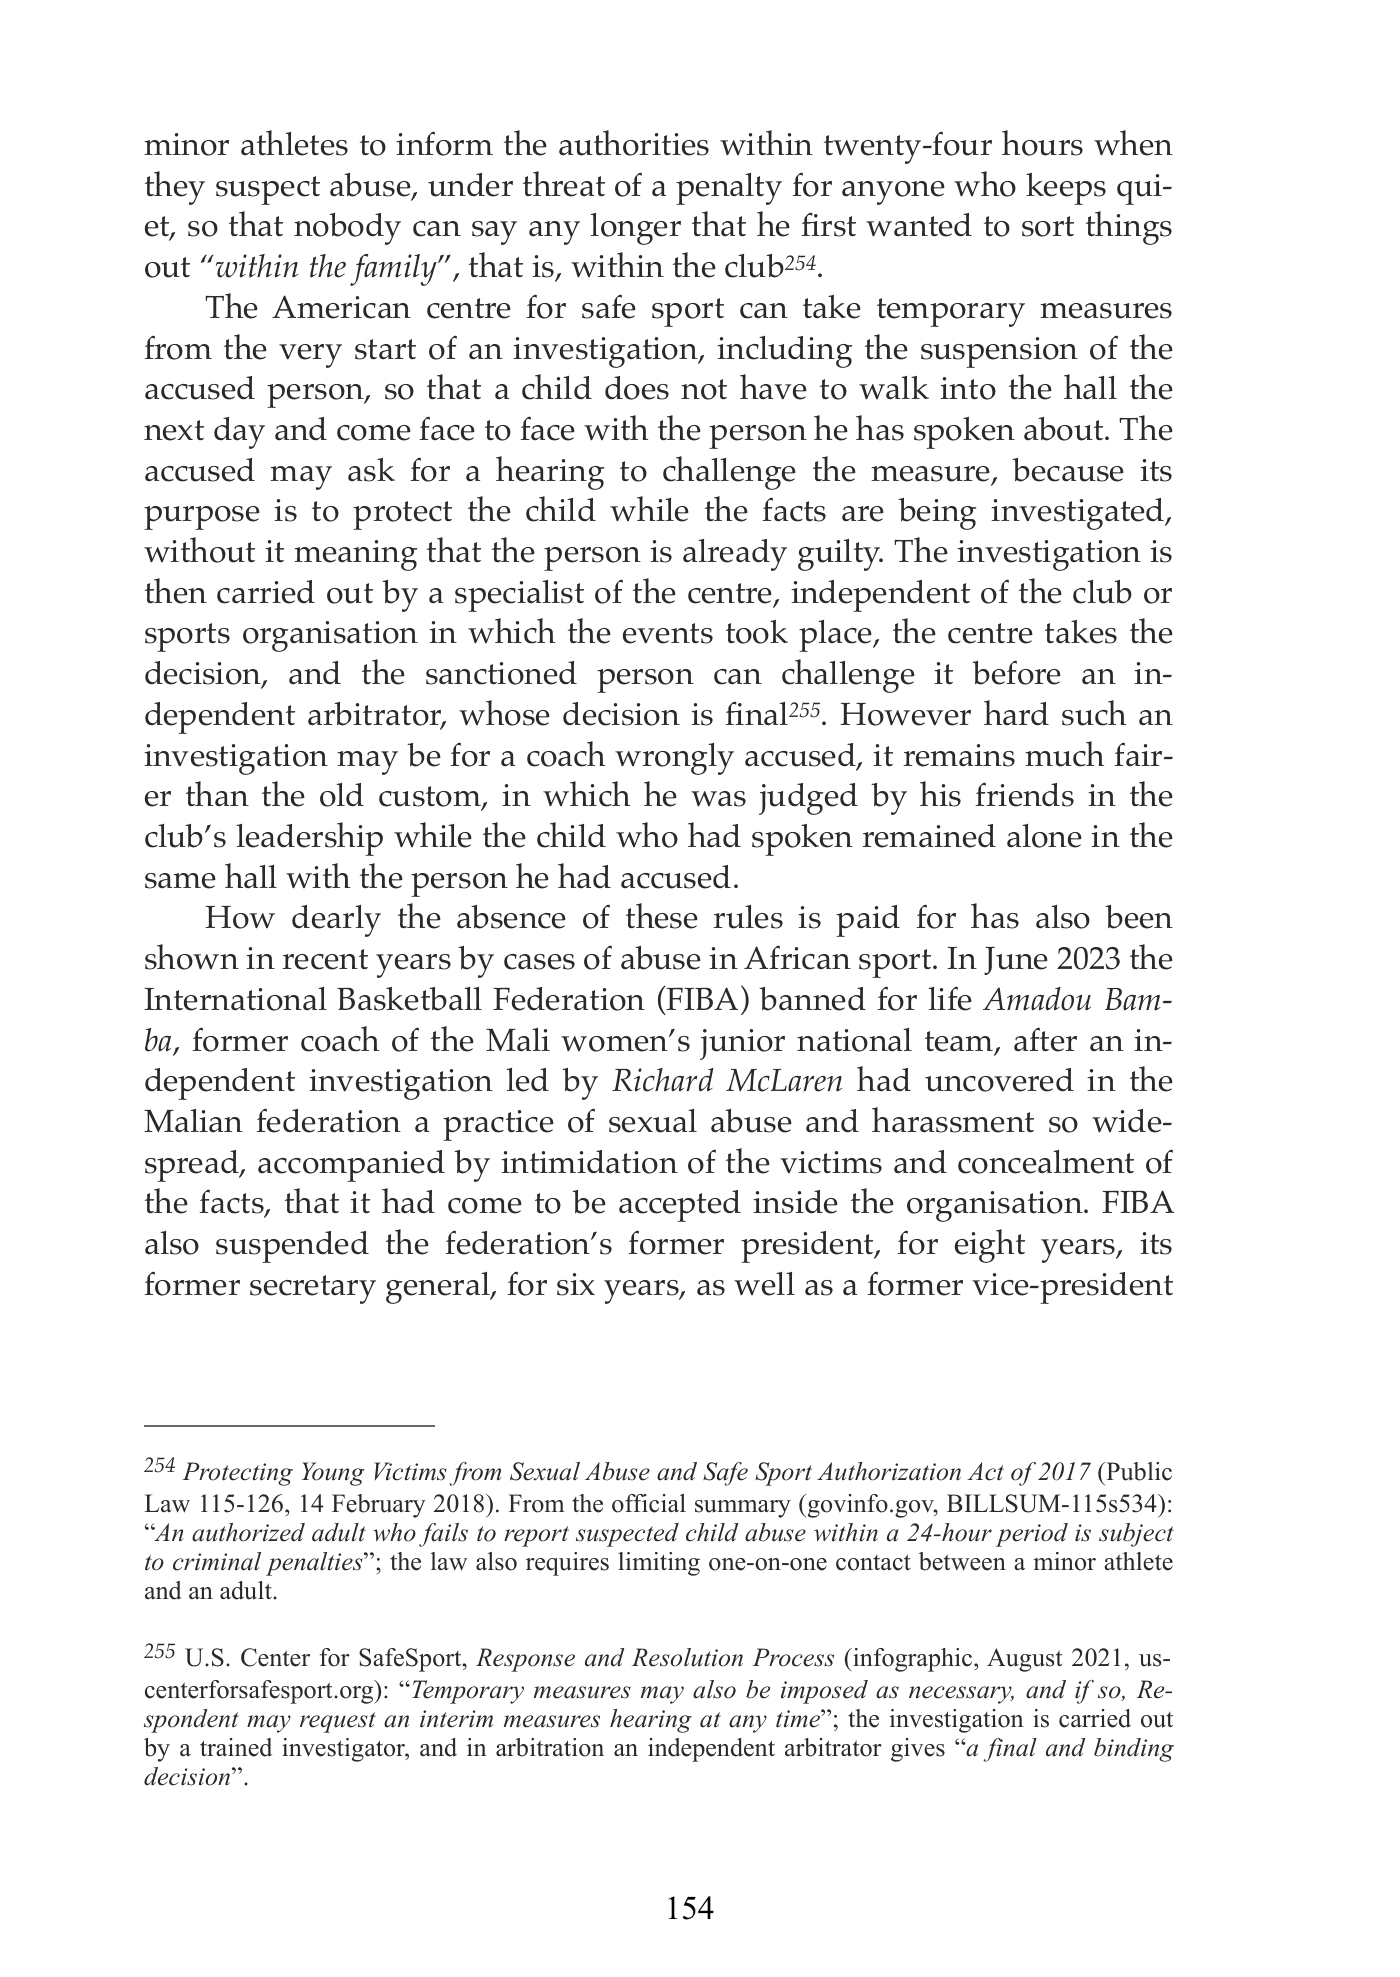 minor athletes to inform the authorities within twenty-four hours when
they suspect abuse, under threat of a penalty for anyone who keeps qui-
et, so that nobody can say any longer that he first wanted to sort things
out “within the family”, that is, within the club254.
The American centre for safe sport can take temporary measures
from the very start of an investigation, including the suspension of the
accused person, so that a child does not have to walk into the hall the
next day and come face to face with the person he has spoken about. The
accused may ask for a hearing to challenge the measure, because its
purpose is to protect the child while the facts are being investigated,
without it meaning that the person is already guilty. The investigation is
then carried out by a specialist of the centre, independent of the club or
sports organisation in which the events took place, the centre takes the
decision, and the sanctioned person can challenge it before an in-
dependent arbitrator, whose decision is final255. However hard such an
investigation may be for a coach wrongly accused, it remains much fair-
er than the old custom, in which he was judged by his friends in the
club’s leadership while the child who had spoken remained alone in the
same hall with the person he had accused.
How dearly the absence of these rules is paid for has also been
shown in recent years by cases of abuse in African sport. In June 2023 the
International Basketball Federation (FIBA) banned for life Amadou Bam-
ba, former coach of the Mali women’s junior national team, after an in-
dependent investigation led by Richard McLaren had uncovered in the
Malian federation a practice of sexual abuse and harassment so wide-
spread, accompanied by intimidation of the victims and concealment of
the facts, that it had come to be accepted inside the organisation. FIBA
also suspended the federation’s former president, for eight years, its
former secretary general, for six years, as well as a former vice-president
254 Protecting Young Victims from Sexual Abuse and Safe Sport Authorization Act of 2017 (Public
Law 115-126, 14 February 2018). From the official summary (govinfo.gov, BILLSUM-115s534):
“An authorized adult who fails to report suspected child abuse within a 24-hour period is subject
to criminal penalties”; the law also requires limiting one-on-one contact between a minor athlete
and an adult.
255 U.S. Center for SafeSport, Response and Resolution Process (infographic, August 2021, us-
centerforsafesport.org): “Temporary measures may also be imposed as necessary, and if so, Re-
spondent may request an interim measures hearing at any time”; the investigation is carried out
by a trained investigator, and in arbitration an independent arbitrator gives “a final and binding
decision”.
154